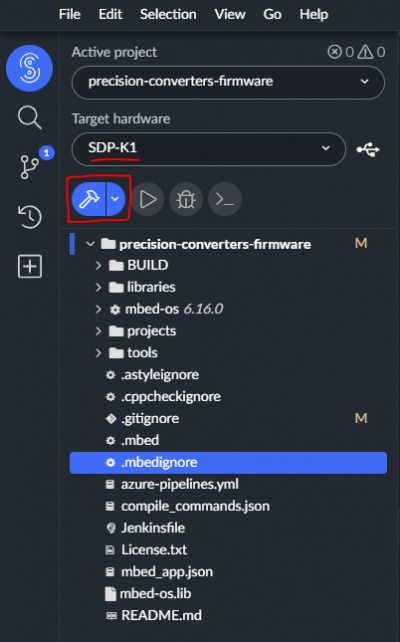 File Edit Selection View Go Help
Active project
0 0
precision-converters-firmware
Target hardware
1
SDP-K1
precision-converters-firmware M
BUILD
libraries
mbed-os 6.16.0
projects
tools
.astyleignore
.cppcheckignore
.gitignore M
.mbed
.mbedignore
azure-pipelines.yml
compile_commands.json
Jenkinsfile
License.txt
mbed_app.json
mbed-os.lib
README.md